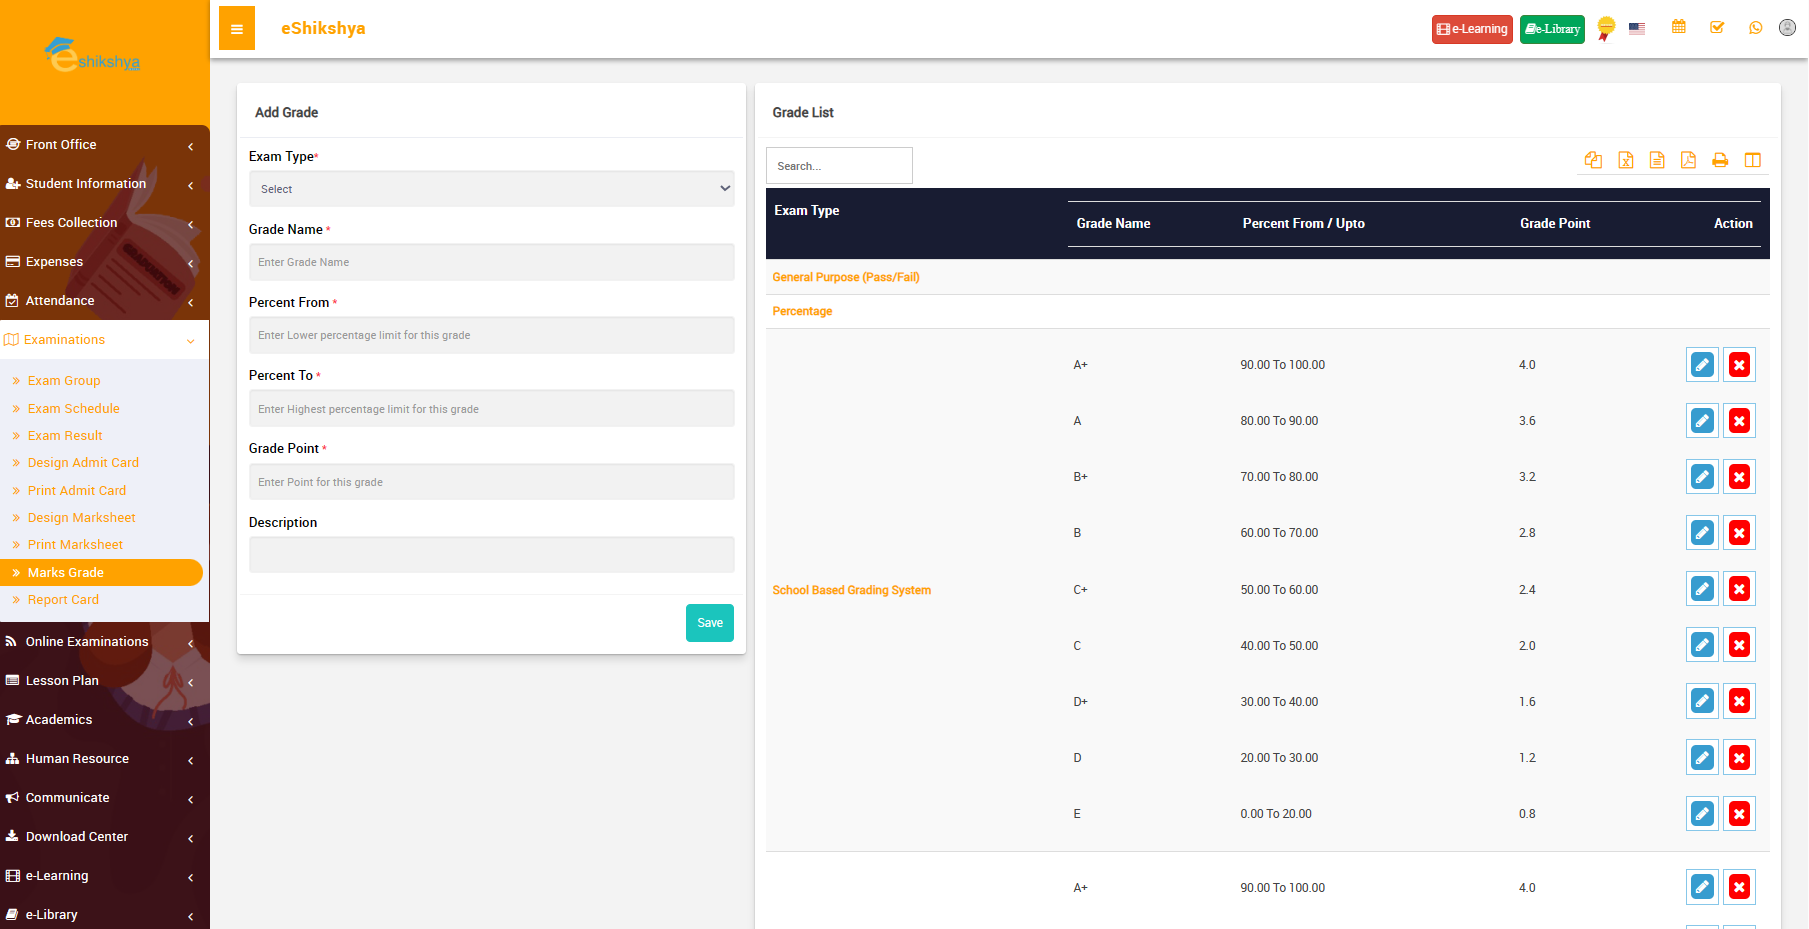 eshikshya
eShikshya
e-Learning
e-Library
Front Office
Student Information
Fees Collection
Expenses
Attendance
Examinations
Exam Group
Exam Schedule
Exam Result
Design Admit Card
Print Admit Card
Design Marksheet
Print Marksheet
Marks Grade
Report Card
Online Examinations
Lesson Plan
Academics
Human Resource
Communicate
Download Center
e-Learning
e-Library
GRADUATION
Add Grade
Exam Type*
Select
Grade Name *
Enter Grade Name
Percent From *
Enter Lower percentage limit for this grade
Percent To *
Enter Highest percentage limit for this grade
Grade Point *
Enter Point for this grade
Description
Save
Grade List
Search...
Exam Type Grade Name Percent From / Upto Grade Point Action
General Purpose (Pass/Fail)
Percentage
School Based Grading System
A+ 90.00 To 100.00 4.0
A 80.00 To 90.00 3.6
B+ 70.00 To 80.00 3.2
B 60.00 To 70.00 2.8
C+ 50.00 To 60.00 2.4
C 40.00 To 50.00 2.0
D+ 30.00 To 40.00 1.6
D 20.00 To 30.00 1.2
E 0.00 To 20.00 0.8
A+ 90.00 To 100.00 4.0